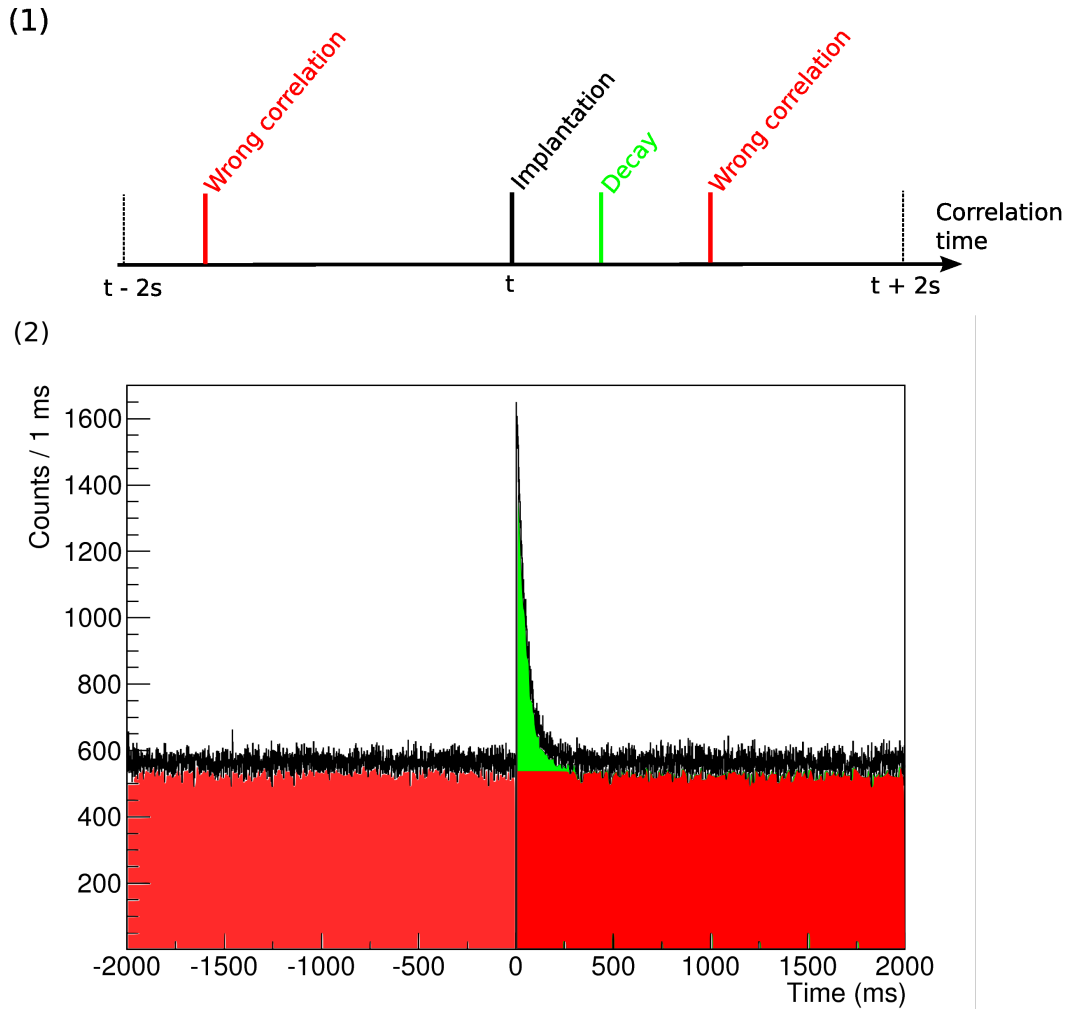 (1)
Wrong correlation
Implantation
Decay
Wrong correlation
Correlation
time
t - 2s
t
t + 2s
(2)
Counts / 1 ms
1600
1400
1200
1000
800
600
400
200
-2000 -1500 -1000 -500 0 500 1000 1500 2000
Time (ms)